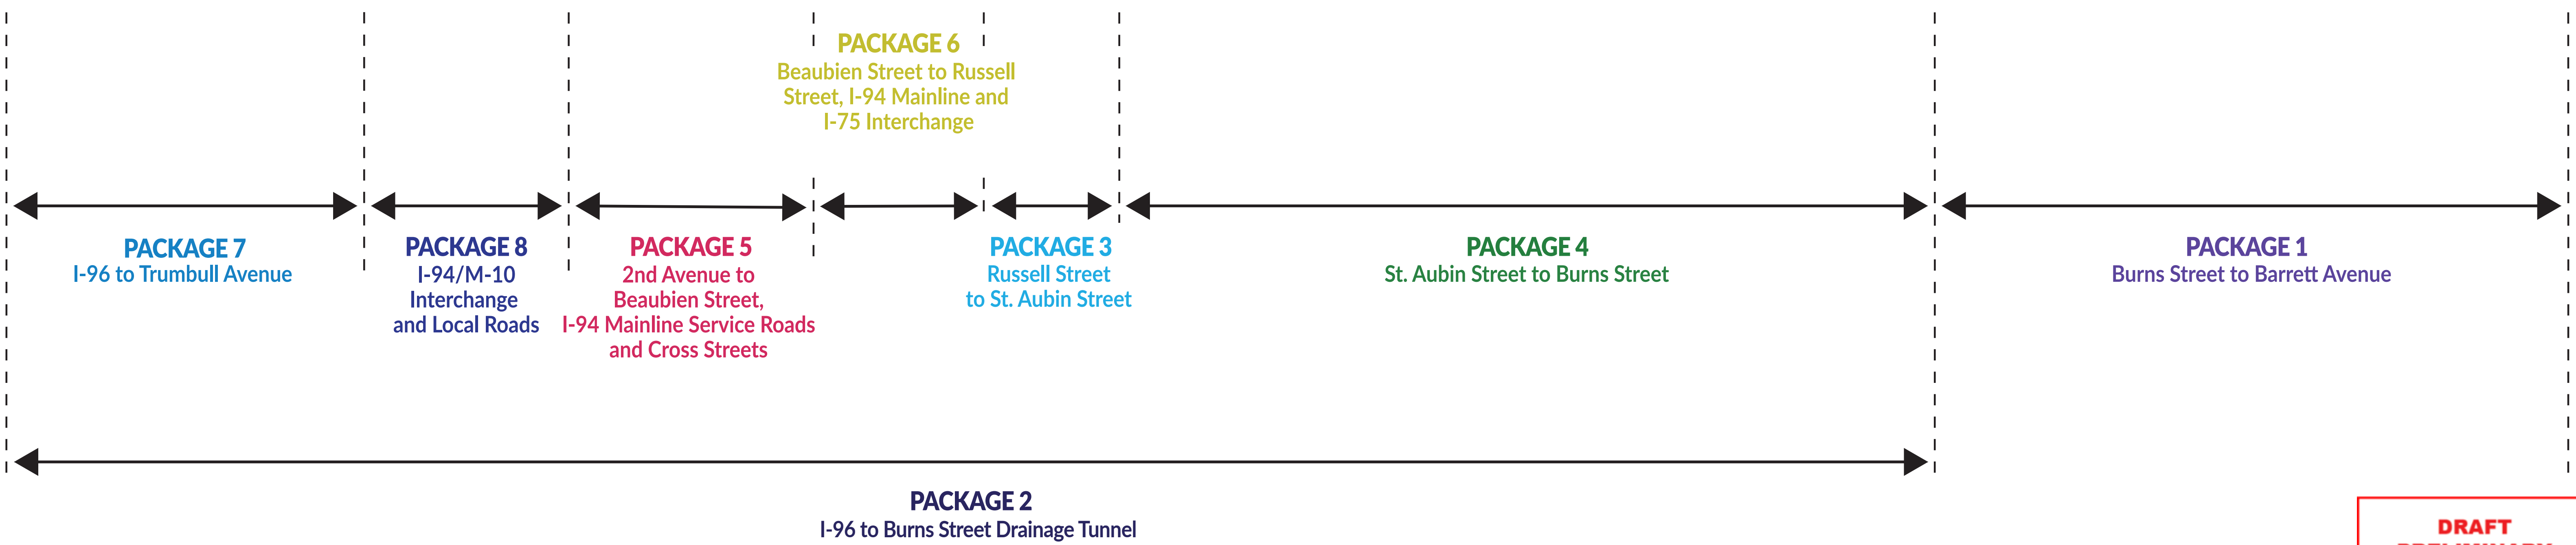 PACKAGE 6
Beaubien Street to Russell
Street, I-94 Mainline and
I-75 Interchange
PACKAGE 7
I-96 to Trumbull Avenue
PACKAGE 8
I-94/M-10
Interchange
and Local Roads
PACKAGE 5
2nd Avenue to
Beaubien Street,
I-94 Mainline Service Roads
and Cross Streets
PACKAGE 3
Russell Street
to St. Aubin Street
PACKAGE 4
St. Aubin Street to Burns Street
PACKAGE 1
Burns Street to Barrett Avenue
PACKAGE 2
I-96 to Burns Street Drainage Tunnel
DRAFT